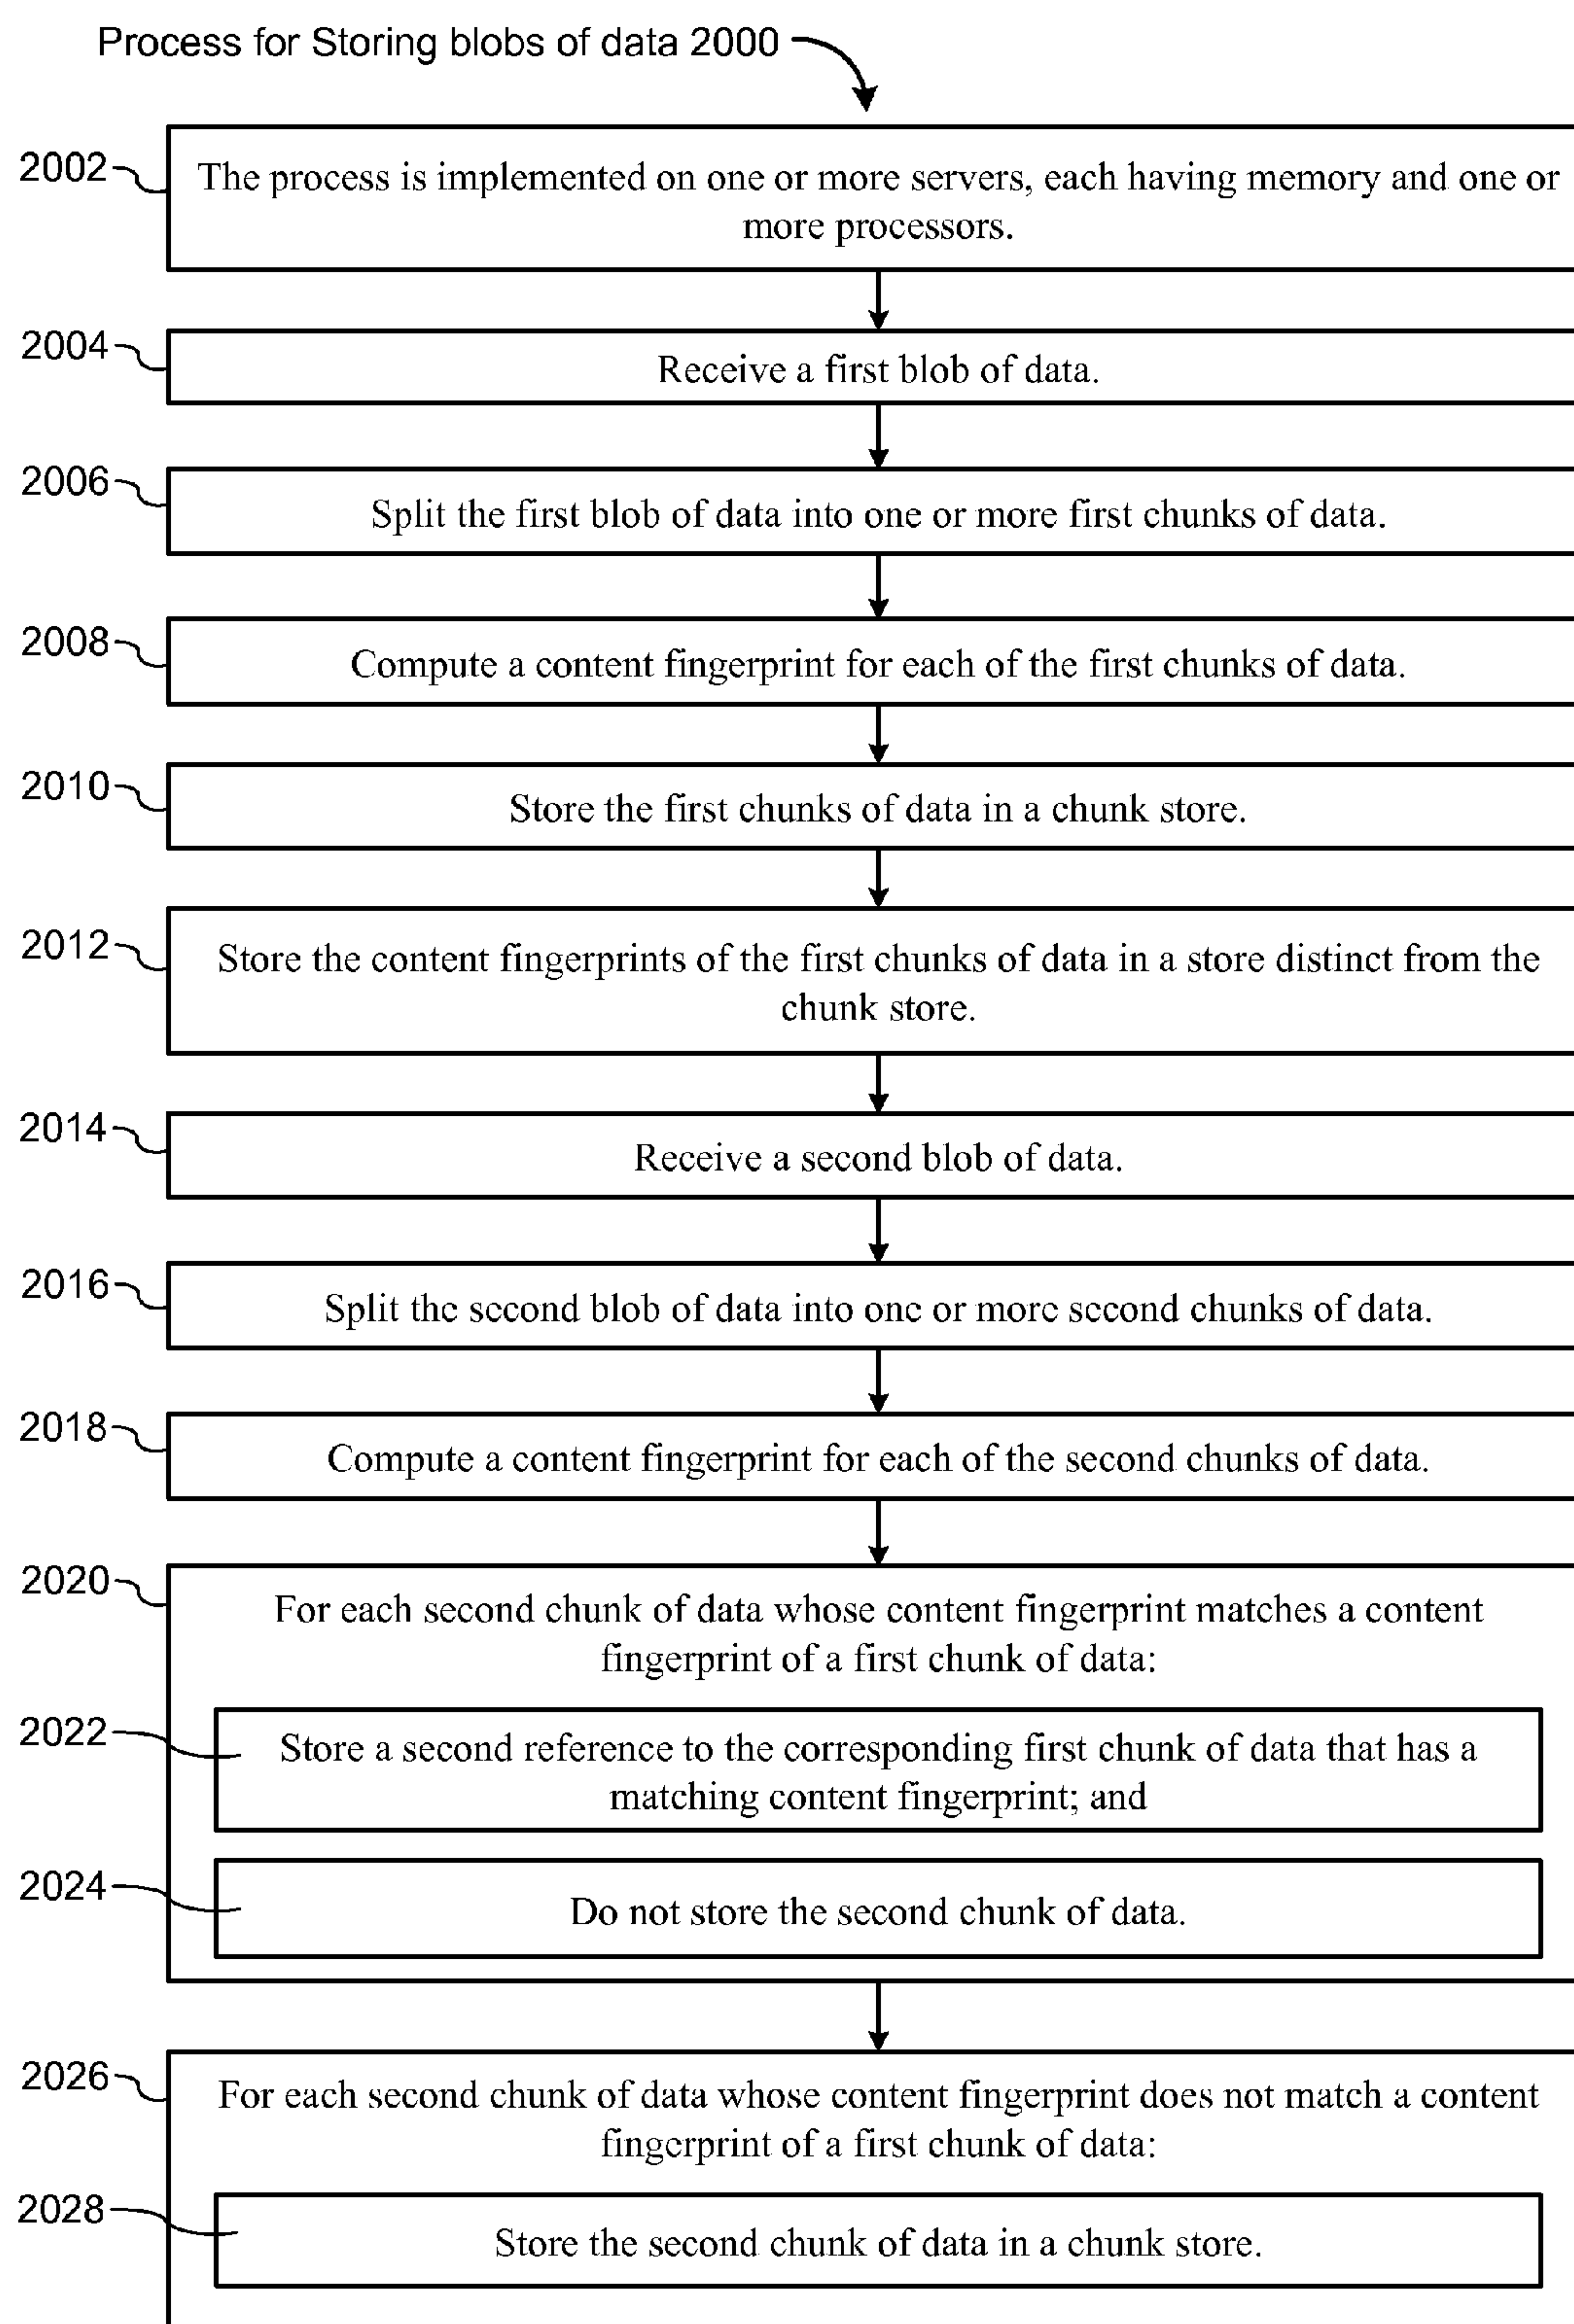 Process for Storing blobs of data 2000
2002
The process is implemented on one or more servers, each having memory and one or
more processors.
2004
Receive a first blob of data.
2006
Split the first blob of data into one or more first chunks of data.
2008
Compute a content fingerprint for each of the first chunks of data.
2010
Store the first chunks of data in a chunk store.
2012
Store the content fingerprints of the first chunks of data in a store distinct from the
chunk store.
2014
Receive a second blob of data.
2016
Split the second blob of data into one or more second chunks of data.
2018
Compute a content fingerprint for each of the second chunks of data.
2020
For each second chunk of data whose content fingerprint matches a content
fingerprint of a first chunk of data:
2022
Store a second reference to the corresponding first chunk of data that has a
matching content fingerprint; and
2024
Do not store the second chunk of data.
2026
For each second chunk of data whose content fingerprint does not match a content
fingerprint of a first chunk of data:
2028
Store the second chunk of data in a chunk store.